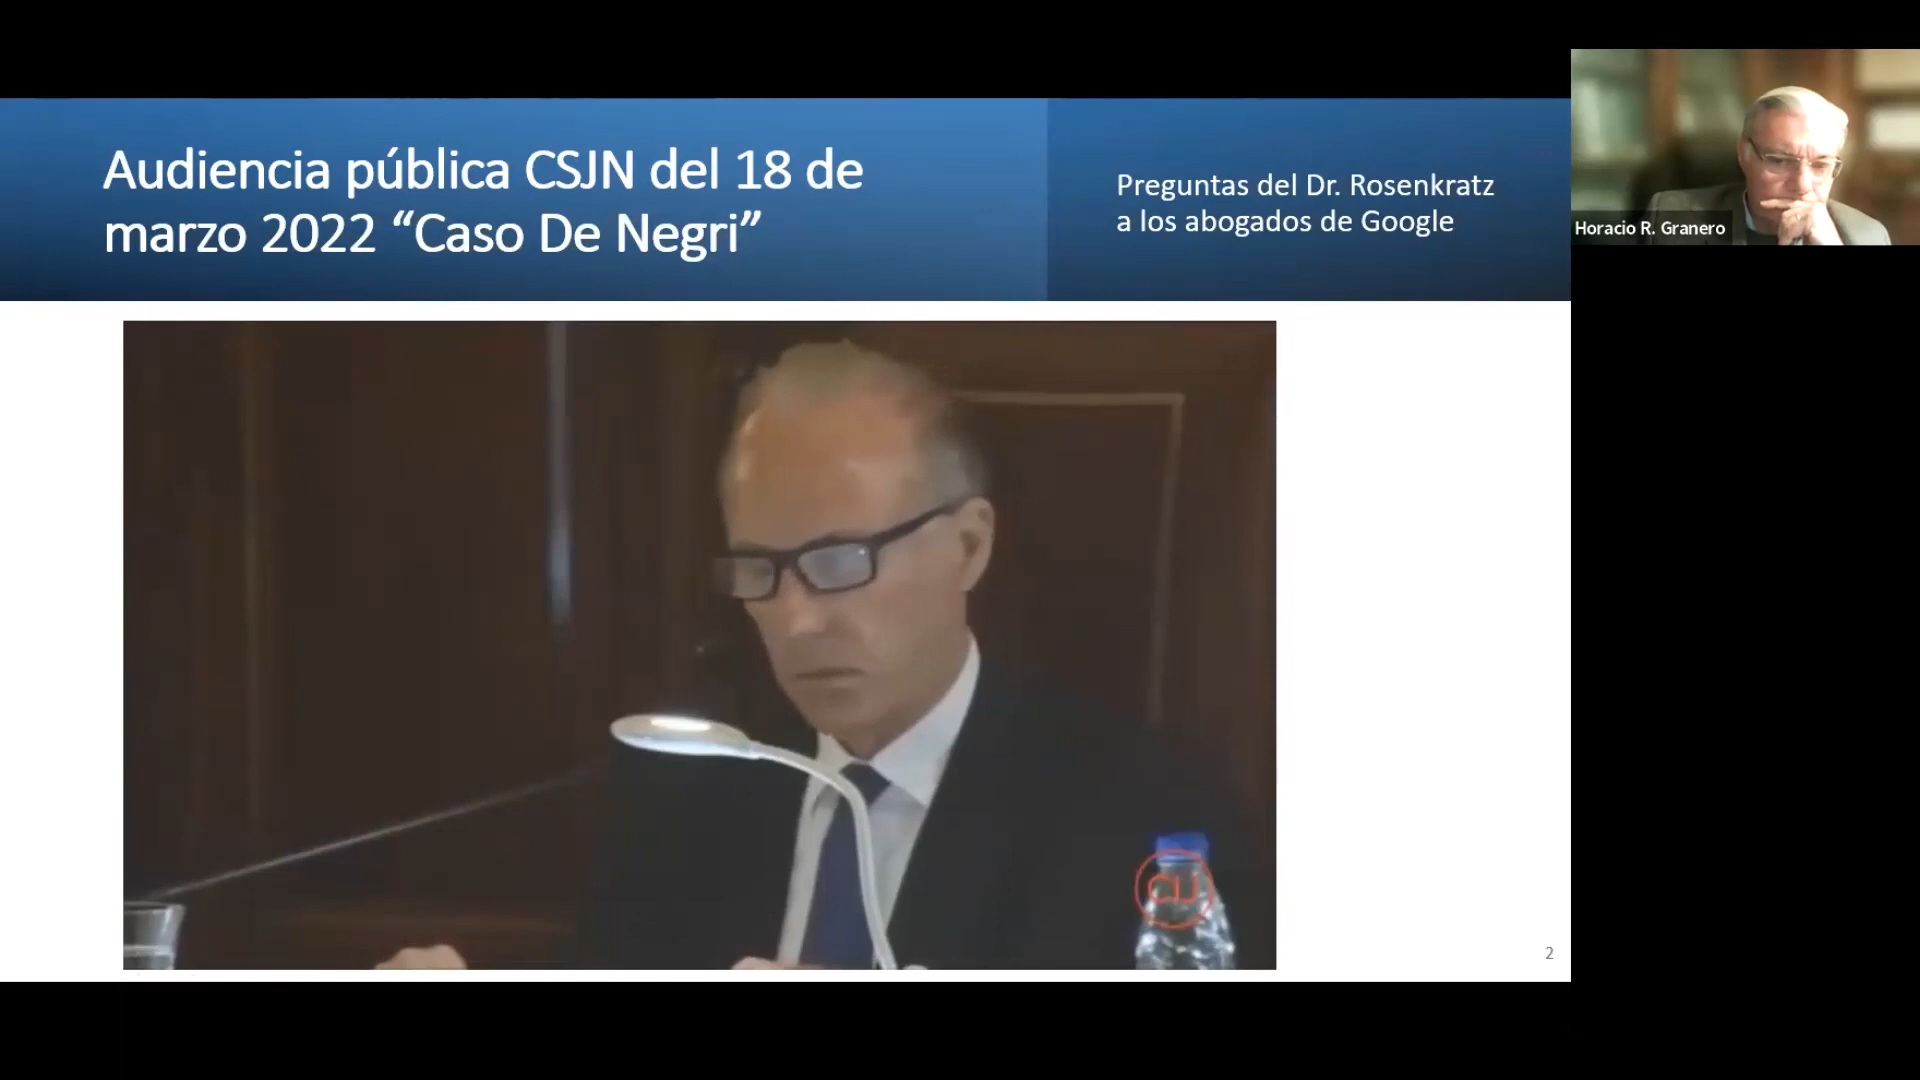 Audiencia pública CSJN del 18 de
marzo 2022 “Caso De Negri”
Preguntas del Dr. Rosenkratz
a los abogados de Google
Horacio R. Granero
CIJ
2